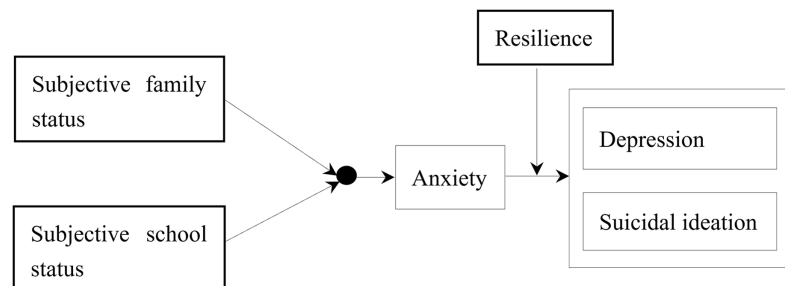 Resilience
Subjective family
status
Depression
Anxiety
Suicidal ideation
Subjective school
status